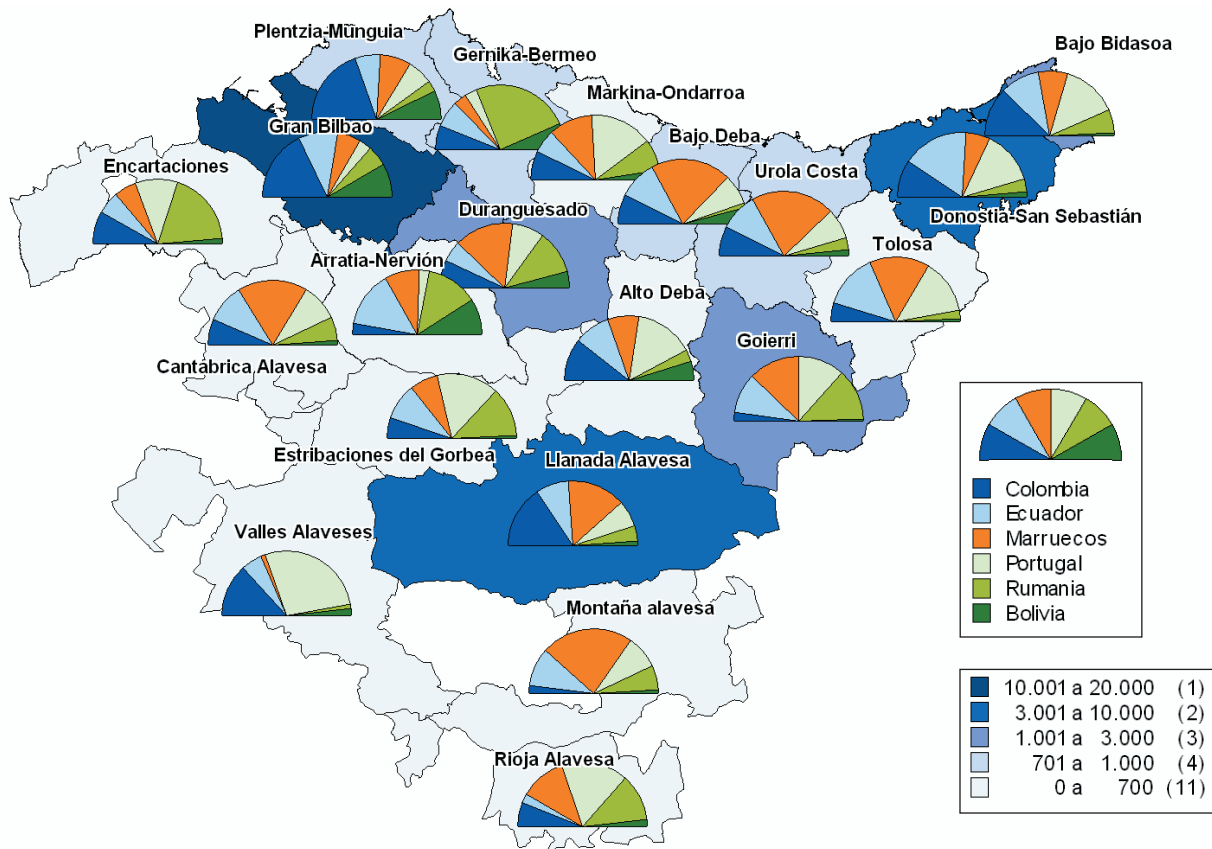 Plentzia-Munguia
Gernika-Bermeo
Bajo Bidasoa
Markina-Ondarroa
Gran Bilbao
Bajo Deba
Encartaciones
Urola Costa
Duranguesado
Donostia-San Sebastián
Tolosa
Arratia-Nervión
Alto Deba
Goierri
Cantábrica Alavesa
Estribaciones del Gorbea
Llanada Alavesa
Valles Alaveses
Montaña alavesa
Rioja Alavesa
Colombia
Ecuador
Marruecos
Portugal
Rumania
Bolivia
10.001 a 20.000 (1)
3.001 a 10.000 (2)
1.001 a 3.000 (3)
701 a 1.000 (4)
0 a 700 (11)